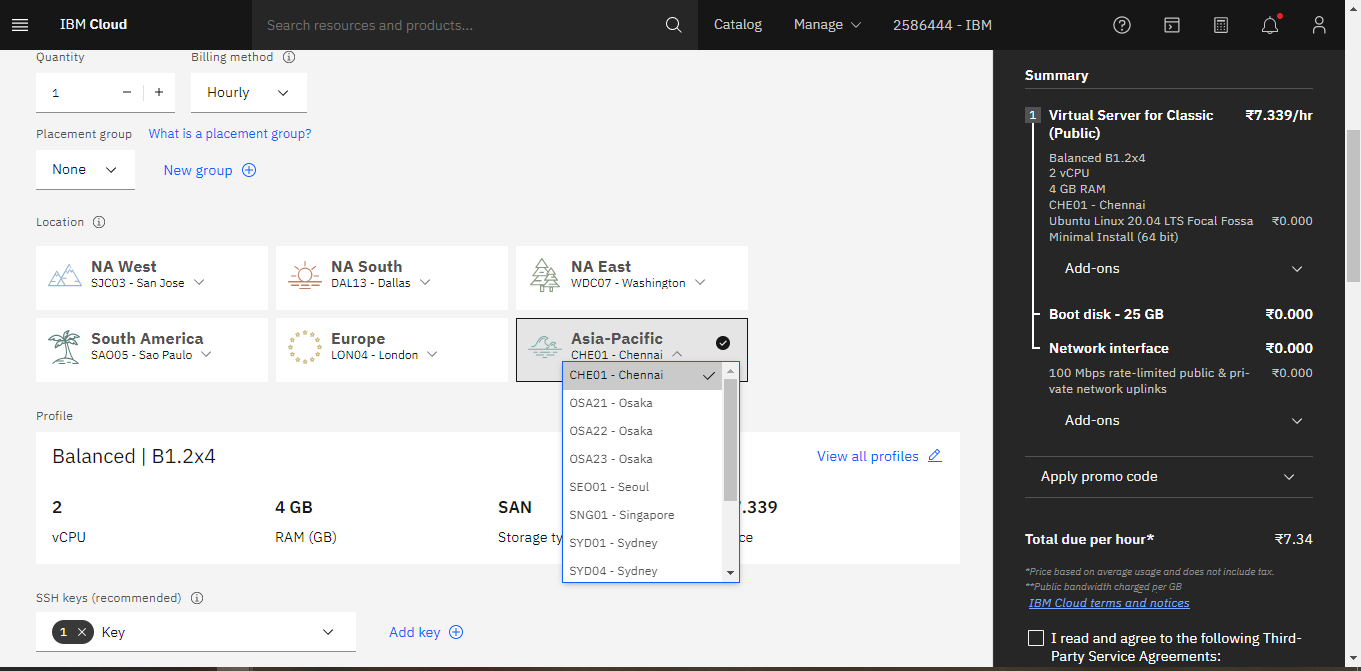 IBM Cloud
Search resources and products...
Catalog
Manage
2586444 - IBM
Quantity
Billing method
1
Hourly
Placement group
What is a placement group?
None
New group
Location
NA West
SJC03 - San Jose
NA South
DAL13 - Dallas
NA East
WDC07 - Washington
South America
SAO05 - Sao Paulo
Europe
LON04 - London
Asia-Pacific
CHE01 - Chennai
CHE01 - Chennai
OSA21 - Osaka
OSA22 - Osaka
OSA23 - Osaka
SEO01 - Seoul
SNG01 - Singapore
SYD01 - Sydney
SYD04 - Sydney
Profile
Balanced | B1.2x4
View all profiles
2
4 GB
SAN
.339
vCPU
RAM (GB)
Storage ty
ce
SSH keys (recommended)
1
Key
Add key
Summary
1
Virtual Server for Classic
(Public)
₹7.339/hr
Balanced B1.2x4
2 vCPU
4 GB RAM
CHE01 - Chennai
Ubuntu Linux 20.04 LTS Focal Fossa
₹0.000
Minimal Install (64 bit)
Add-ons
Boot disk - 25 GB
₹0.000
Network interface
₹0.000
100 Mbps rate-limited public & pri-
₹0.000
vate network uplinks
Add-ons
Apply promo code
Total due per hour*
₹7.34
*Price based on average usage and does not include tax.
**Public bandwidth charged per GB
IBM Cloud terms and notices
I read and agree to the following Third-
Party Service Agreements: